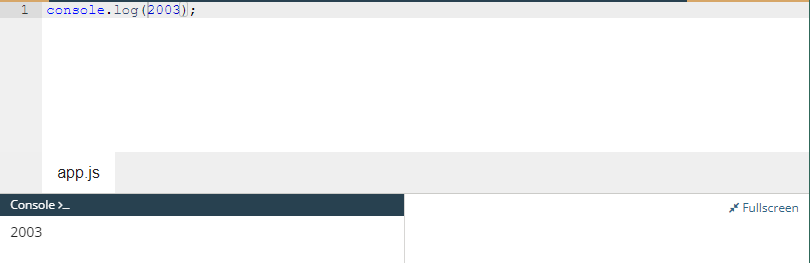 1 console.log(2003);
app.js
Console >_
Fullscreen
2003